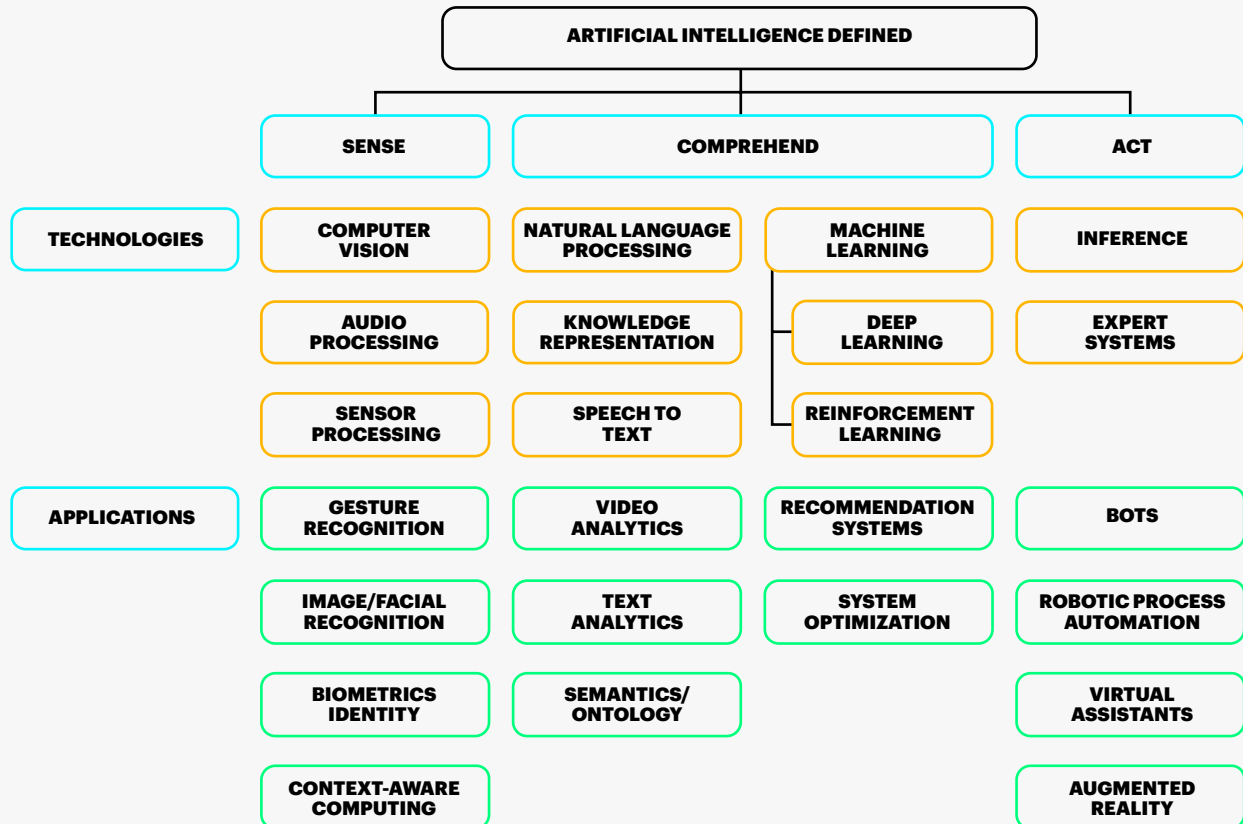 ARTIFICIAL INTELLIGENCE DEFINED
SENSE
COMPREHEND
ACT
TECHNOLOGIES
COMPUTER
VISION
NATURAL LANGUAGE
PROCESSING
MACHINE
LEARNING
INFERENCE
AUDIO
PROCESSING
KNOWLEDGE
REPRESENTATION
DEEP
LEARNING
EXPERT
SYSTEMS
SENSOR
PROCESSING
SPEECH TO
TEXT
REINFORCEMENT
LEARNING
APPLICATIONS
GESTURE
RECOGNITION
VIDEO
ANALYTICS
RECOMMENDATION
SYSTEMS
BOTS
IMAGE/FACIAL
RECOGNITION
TEXT
ANALYTICS
SYSTEM
OPTIMIZATION
ROBOTIC PROCESS
AUTOMATION
BIOMETRICS
IDENTITY
SEMANTICS/
ONTOLOGY
VIRTUAL
ASSISTANTS
CONTEXT-AWARE
COMPUTING
AUGMENTED
REALITY